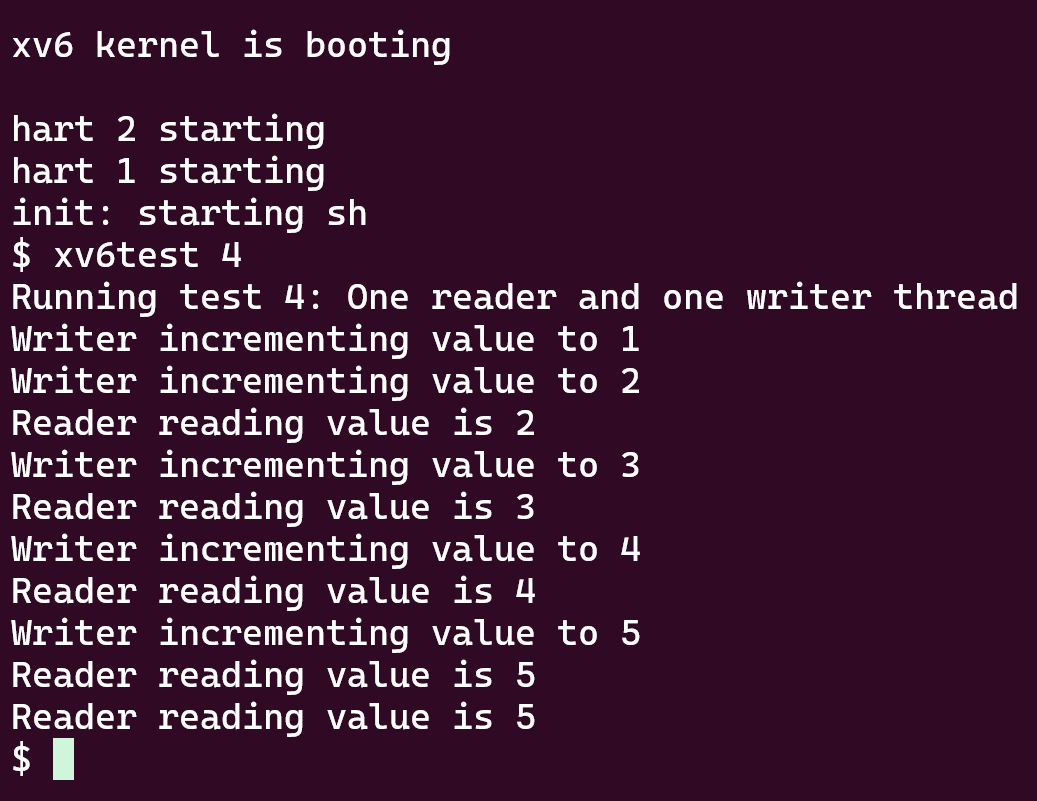 xv6 kernel is booting
hart 2 starting
hart 1 starting
init: starting sh
$ xv6test 4
Running test 4: One reader and one writer thread
Writer incrementing value to 1
Writer incrementing value to 2
Reader reading value is 2
Writer incrementing value to 3
Reader reading value is 3
Writer incrementing value to 4
Reader reading value is 4
Writer incrementing value to 5
Reader reading value is 5
Reader reading value is 5
$